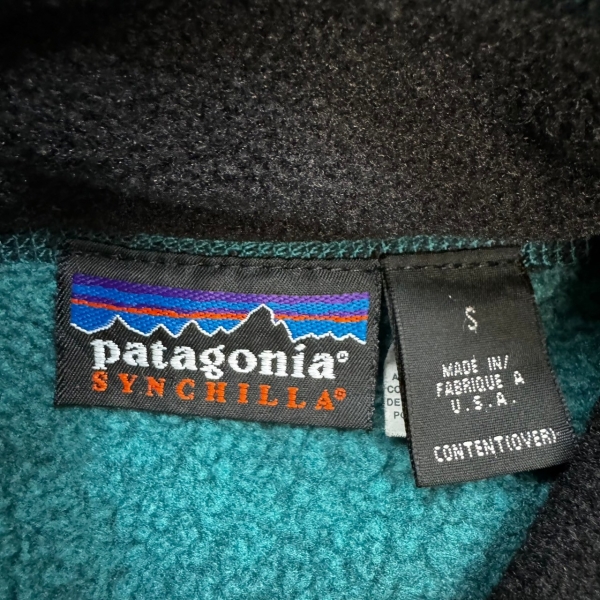 patagonia®
SYNCHILLA®
S
MADE IN/
FABRIQUE A
U.S.A.
CONTENT(OVER)